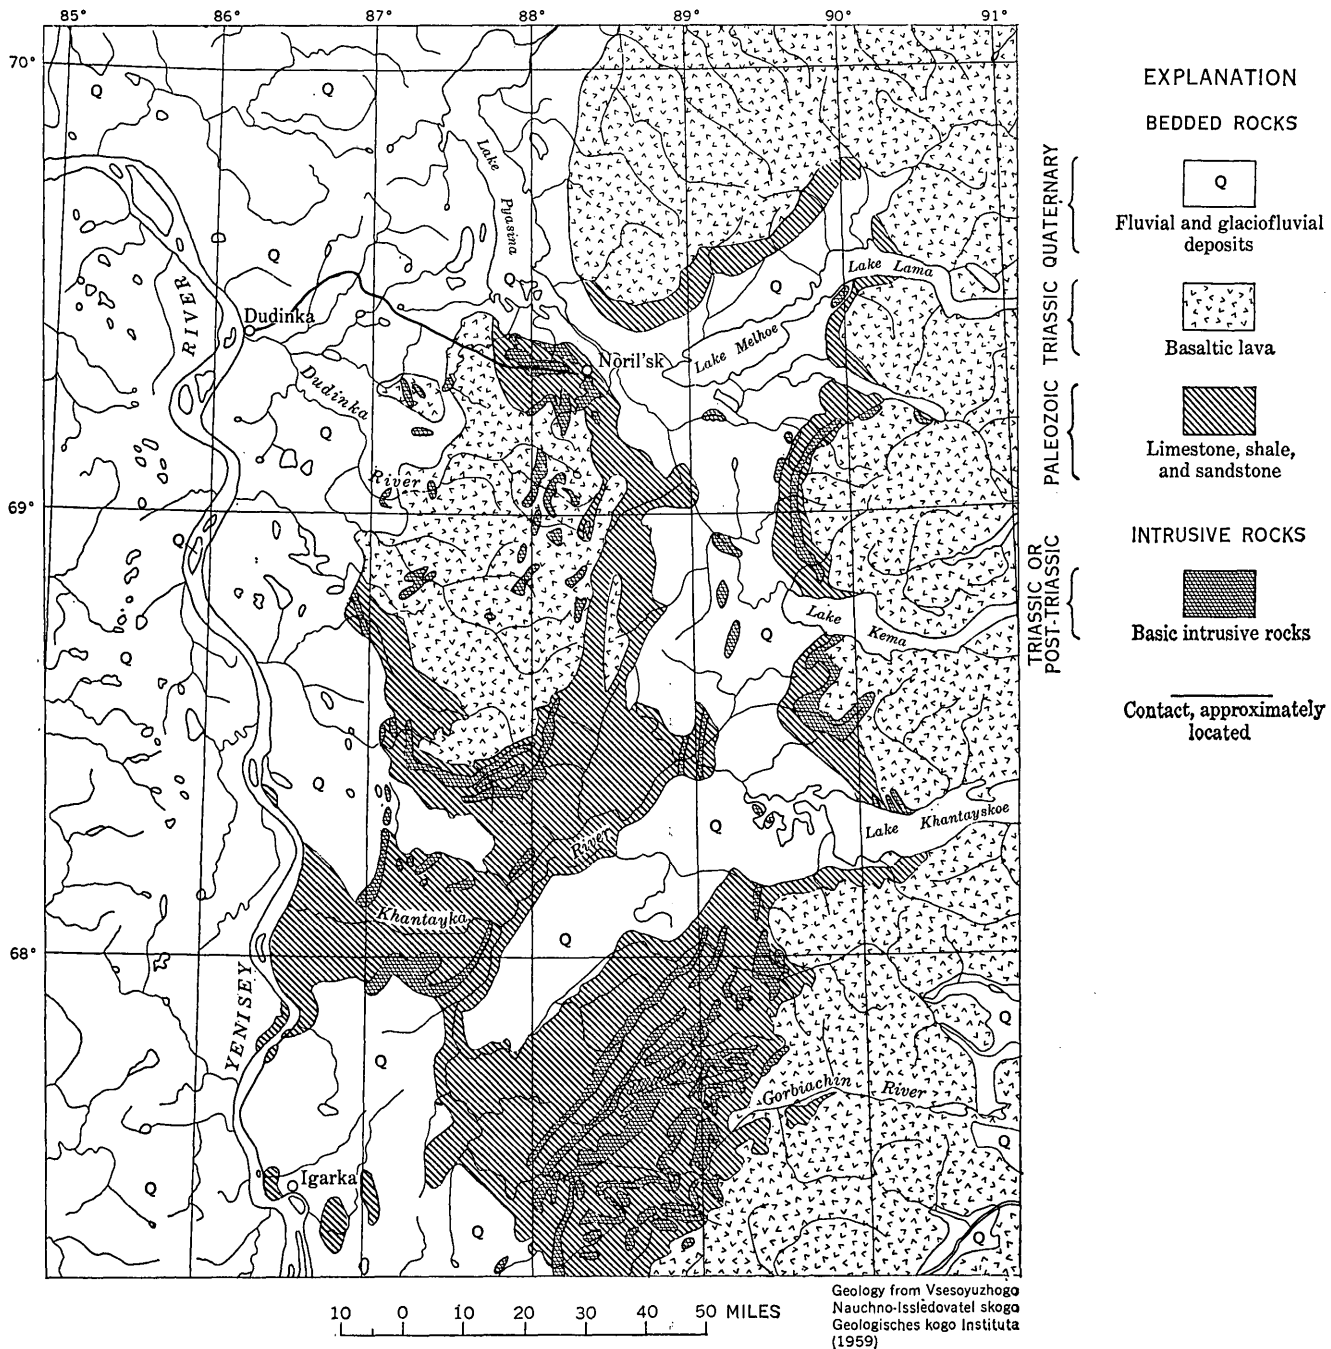 85° 86° 87° 88° 89° 90° 91°
70°
69°
68°
Q
Q
Lake Pyasina
Q
Q
Q
RIVER
Dudinka
Dudinka River
Noril'sk
Lake Melhoe
Lake Lama
Q
Q
Q
Q
Lake Kema
Q
Q
Q
River
Lake Khantayskoe
Khantayka
Q
YENISEY
Q
Q
Gorbiachin River
Q
Igarka
Q
Q
Q
10 0 10 20 30 40 50 MILES
Geology from Vsesoyuzhogo
Nauchno-Isslèdovatel skogo
Geologisches kogo Instituta
(1959)
EXPLANATION
BEDDED ROCKS
QUATERNARY
Q
Fluvial and glaciofluvial
deposits
TRIASSIC
Basaltic lava
PALEOZOIC
Limestone, shale,
and sandstone
INTRUSIVE ROCKS
TRIASSIC OR
POST-TRIASSIC
Basic intrusive rocks
Contact, approximately
located